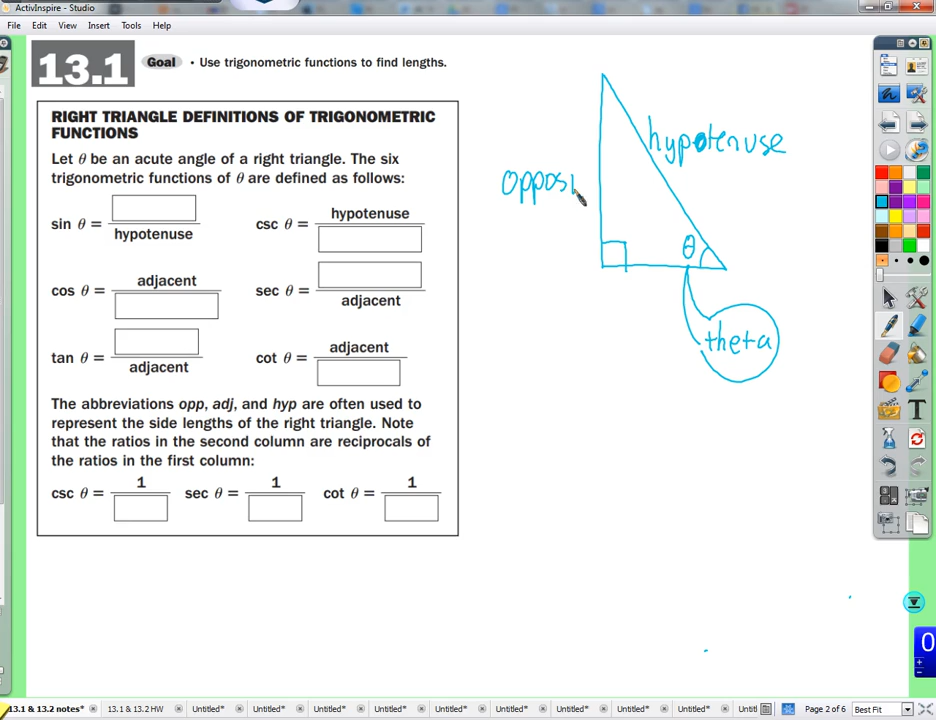 ActivInspire - Studio
File Edit View Insert Tools Help
13.1 Goal • Use trigonometric functions to find lengths.
RIGHT TRIANGLE DEFINITIONS OF TRIGONOMETRIC
FUNCTIONS
Let θ be an acute angle of a right triangle. The six
trigonometric functions of θ are defined as follows:
sin θ = hypotenuse
csc θ = hypotenuse
cos θ = adjacent
sec θ = adjacent
tan θ = adjacent
cot θ = adjacent
The abbreviations opp, adj, and hyp are often used to
represent the side lengths of the right triangle. Note
that the ratios in the second column are reciprocals of
the ratios in the first column:
csc θ = 1 sec θ = 1 cot θ = 1
hypotenuse
opposi
θ
theta
0
13.1 & 13.2 notes* 13.1 & 13.2 HW Untitled* Untitled* Untitled* Untitled* Untitled* Untitled* Untitled* Untitled* Untitled* Untitl Page 2 of 6 Best Fit